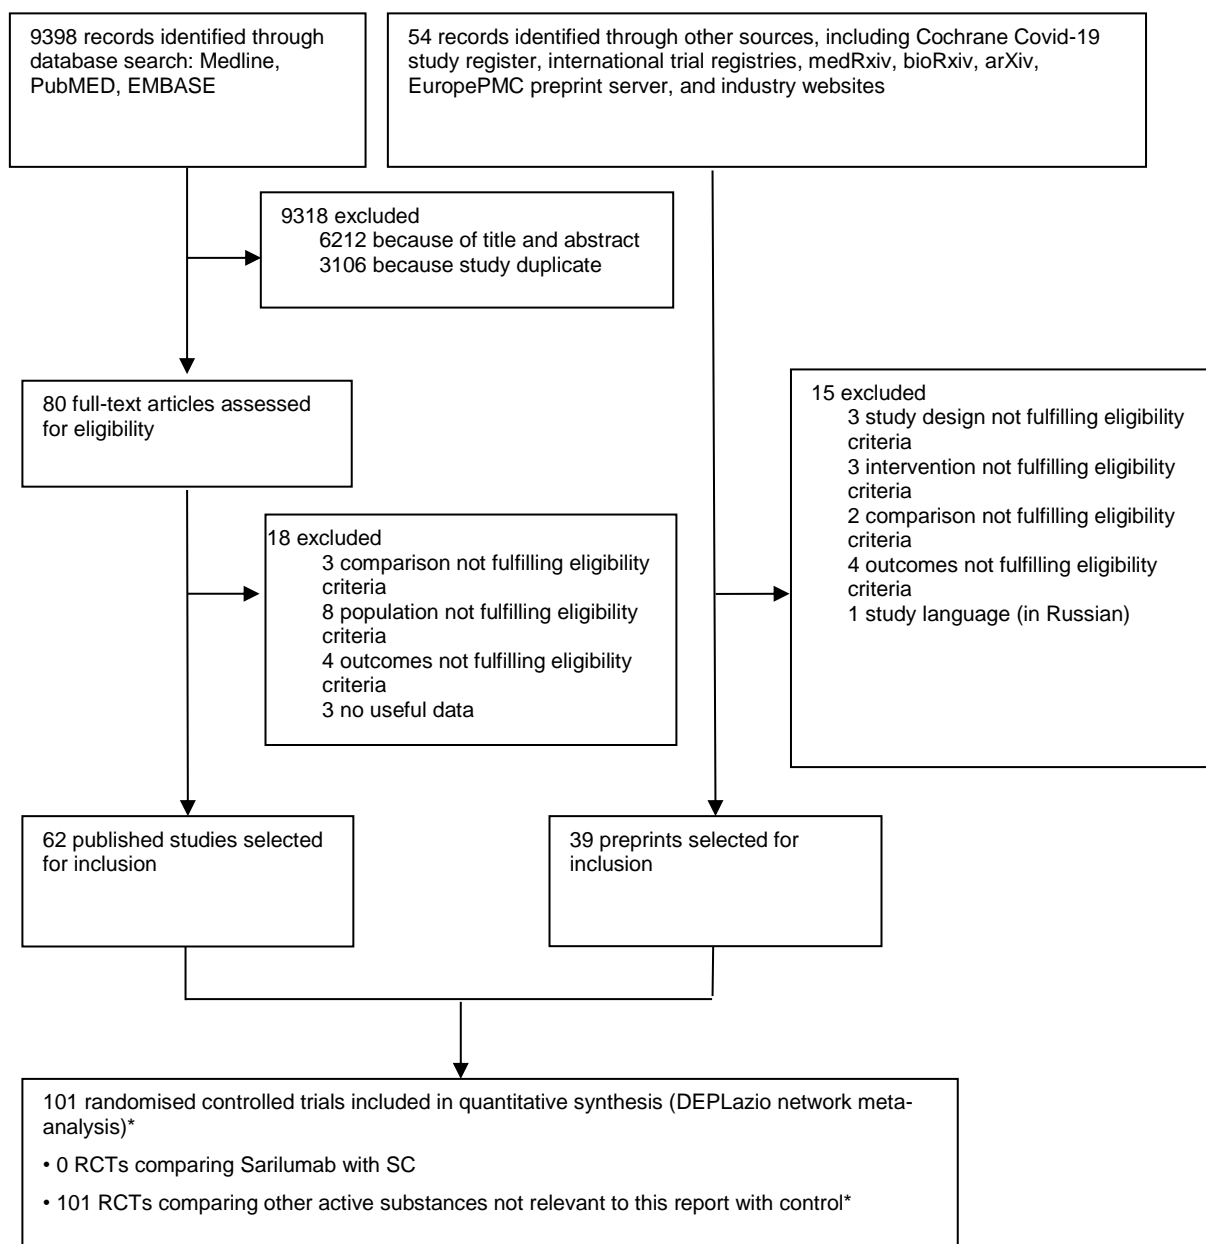 9398 records identified through
database search: Medline,
PubMED, EMBASE
54 records identified through other sources, including Cochrane Covid-19
study register, international trial registries, medRxiv, bioRxiv, arXiv,
EuropePMC preprint server, and industry websites
9318 excluded
6212 because of title and abstract
3106 because study duplicate
80 full-text articles assessed
for eligibility
15 excluded
3 study design not fulfilling eligibility
criteria
3 intervention not fulfilling eligibility
criteria
2 comparison not fulfilling eligibility
criteria
4 outcomes not fulfilling eligibility
criteria
1 study language (in Russian)
18 excluded
3 comparison not fulfilling eligibility
criteria
8 population not fulfilling eligibility
criteria
4 outcomes not fulfilling eligibility
criteria
3 no useful data
62 published studies selected
for inclusion
39 preprints selected for
inclusion
101 randomised controlled trials included in quantitative synthesis (DEPLazio network meta-
analysis)*
• 0 RCTs comparing Sarilumab with SC
• 101 RCTs comparing other active substances not relevant to this report with control*